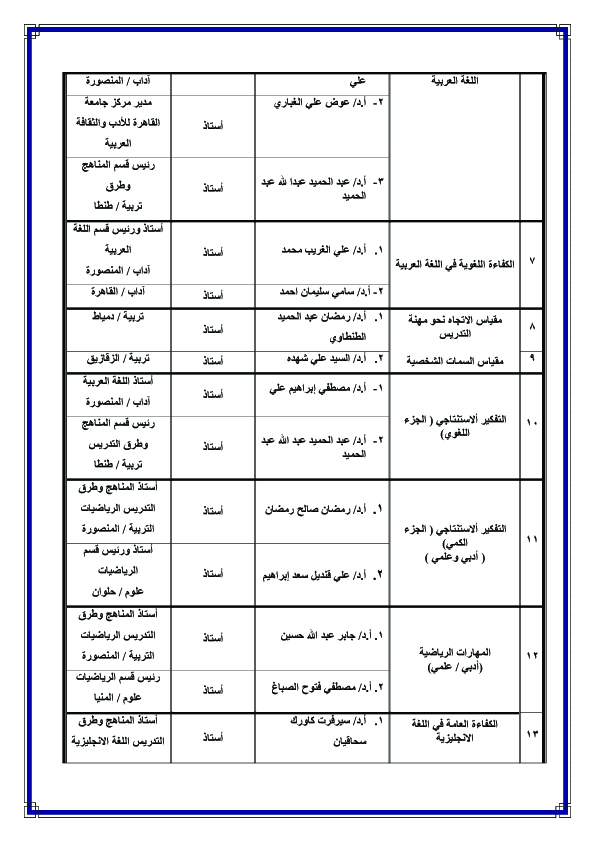 اللغة العربية
علي
آداب / المنصورة
٢- أ.د/ عوض علي الغباري
أستاذ
مدير مركز جامعة
القاهرة للأدب والثقافة
العربية
٣- أ.د/ عبد الحميد عبدا لله عبد
الحميد
أستاذ
رئيس قسم المناهج
وطرق
تربية / طنطا
٧
الكفاءة اللغوية في اللغة العربية
١. أ.د/ علي الغريب محمد
أستاذ
أستاذ ورئيس قسم اللغة
العربية
آداب / المنصورة
٢- أ.د/ سامي سليمان احمد
أستاذ
آداب / القاهرة
٨
مقياس الاتجاه نحو مهنة
التدريس
١. أ.د/ رمضان عبد الحميد
الطنطاوي
أستاذ
تربية / دمياط
٩
مقياس السمات الشخصية
٢. أ.د/ السيد علي شهده
أستاذ
تربية / الزقازيق
١٠
التفكير ألاستنتاجي ( الجزء
اللغوي)
١- أ.د/ مصطفي إبراهيم علي
أستاذ
أستاذ اللغة العربية
آداب / المنصورة
٢- أ.د/ عبد الحميد عبد الله عبد
الحميد
أستاذ
رئيس قسم المناهج
وطرق التدريس
تربية / طنطا
١١
التفكير ألاستنتاجي ( الجزء
الكمي)
( أدبي وعلمي )
١. أ.د/ رمضان صالح رمضان
أستاذ
أستاذ المناهج وطرق
التدريس الرياضيات
التربية / المنصورة
٢. أ.د/ علي قنديل سعد إبراهيم
أستاذ
أستاذ ورئيس قسم
الرياضيات
علوم / حلوان
١٢
المهارات الرياضية
(أدبي / علمي)
١. أ.د/ جابر عبد الله حسين
أستاذ
أستاذ المناهج وطرق
التدريس الرياضيات
التربية / المنصورة
٢. أ.د/ مصطفي فتوح الصباغ
أستاذ
رئيس قسم الرياضيات
علوم / المنيا
١٣
الكفاءة العامة في اللغة
الانجليزية
١. أ.د/ سيرفرت كاورك
سحاقيان
أستاذ
أستاذ المناهج وطرق
التدريس اللغة الانجليزية